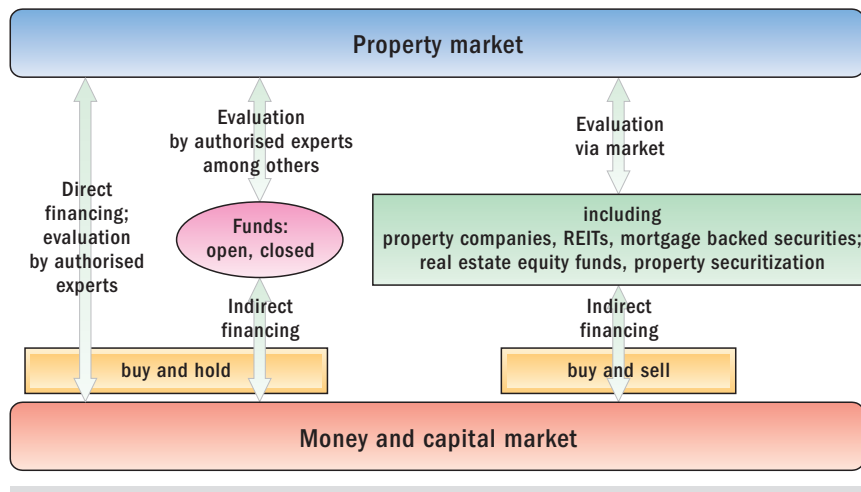 Property market
Evaluation
by authorised experts
among others
Evaluation
via market
Direct
financing;
evaluation
by authorised
experts
Funds:
open, closed
including
property companies, REITs, mortgage backed securities;
real estate equity funds, property securitization
Indirect
financing
Indirect
financing
buy and hold
buy and sell
Money and capital market